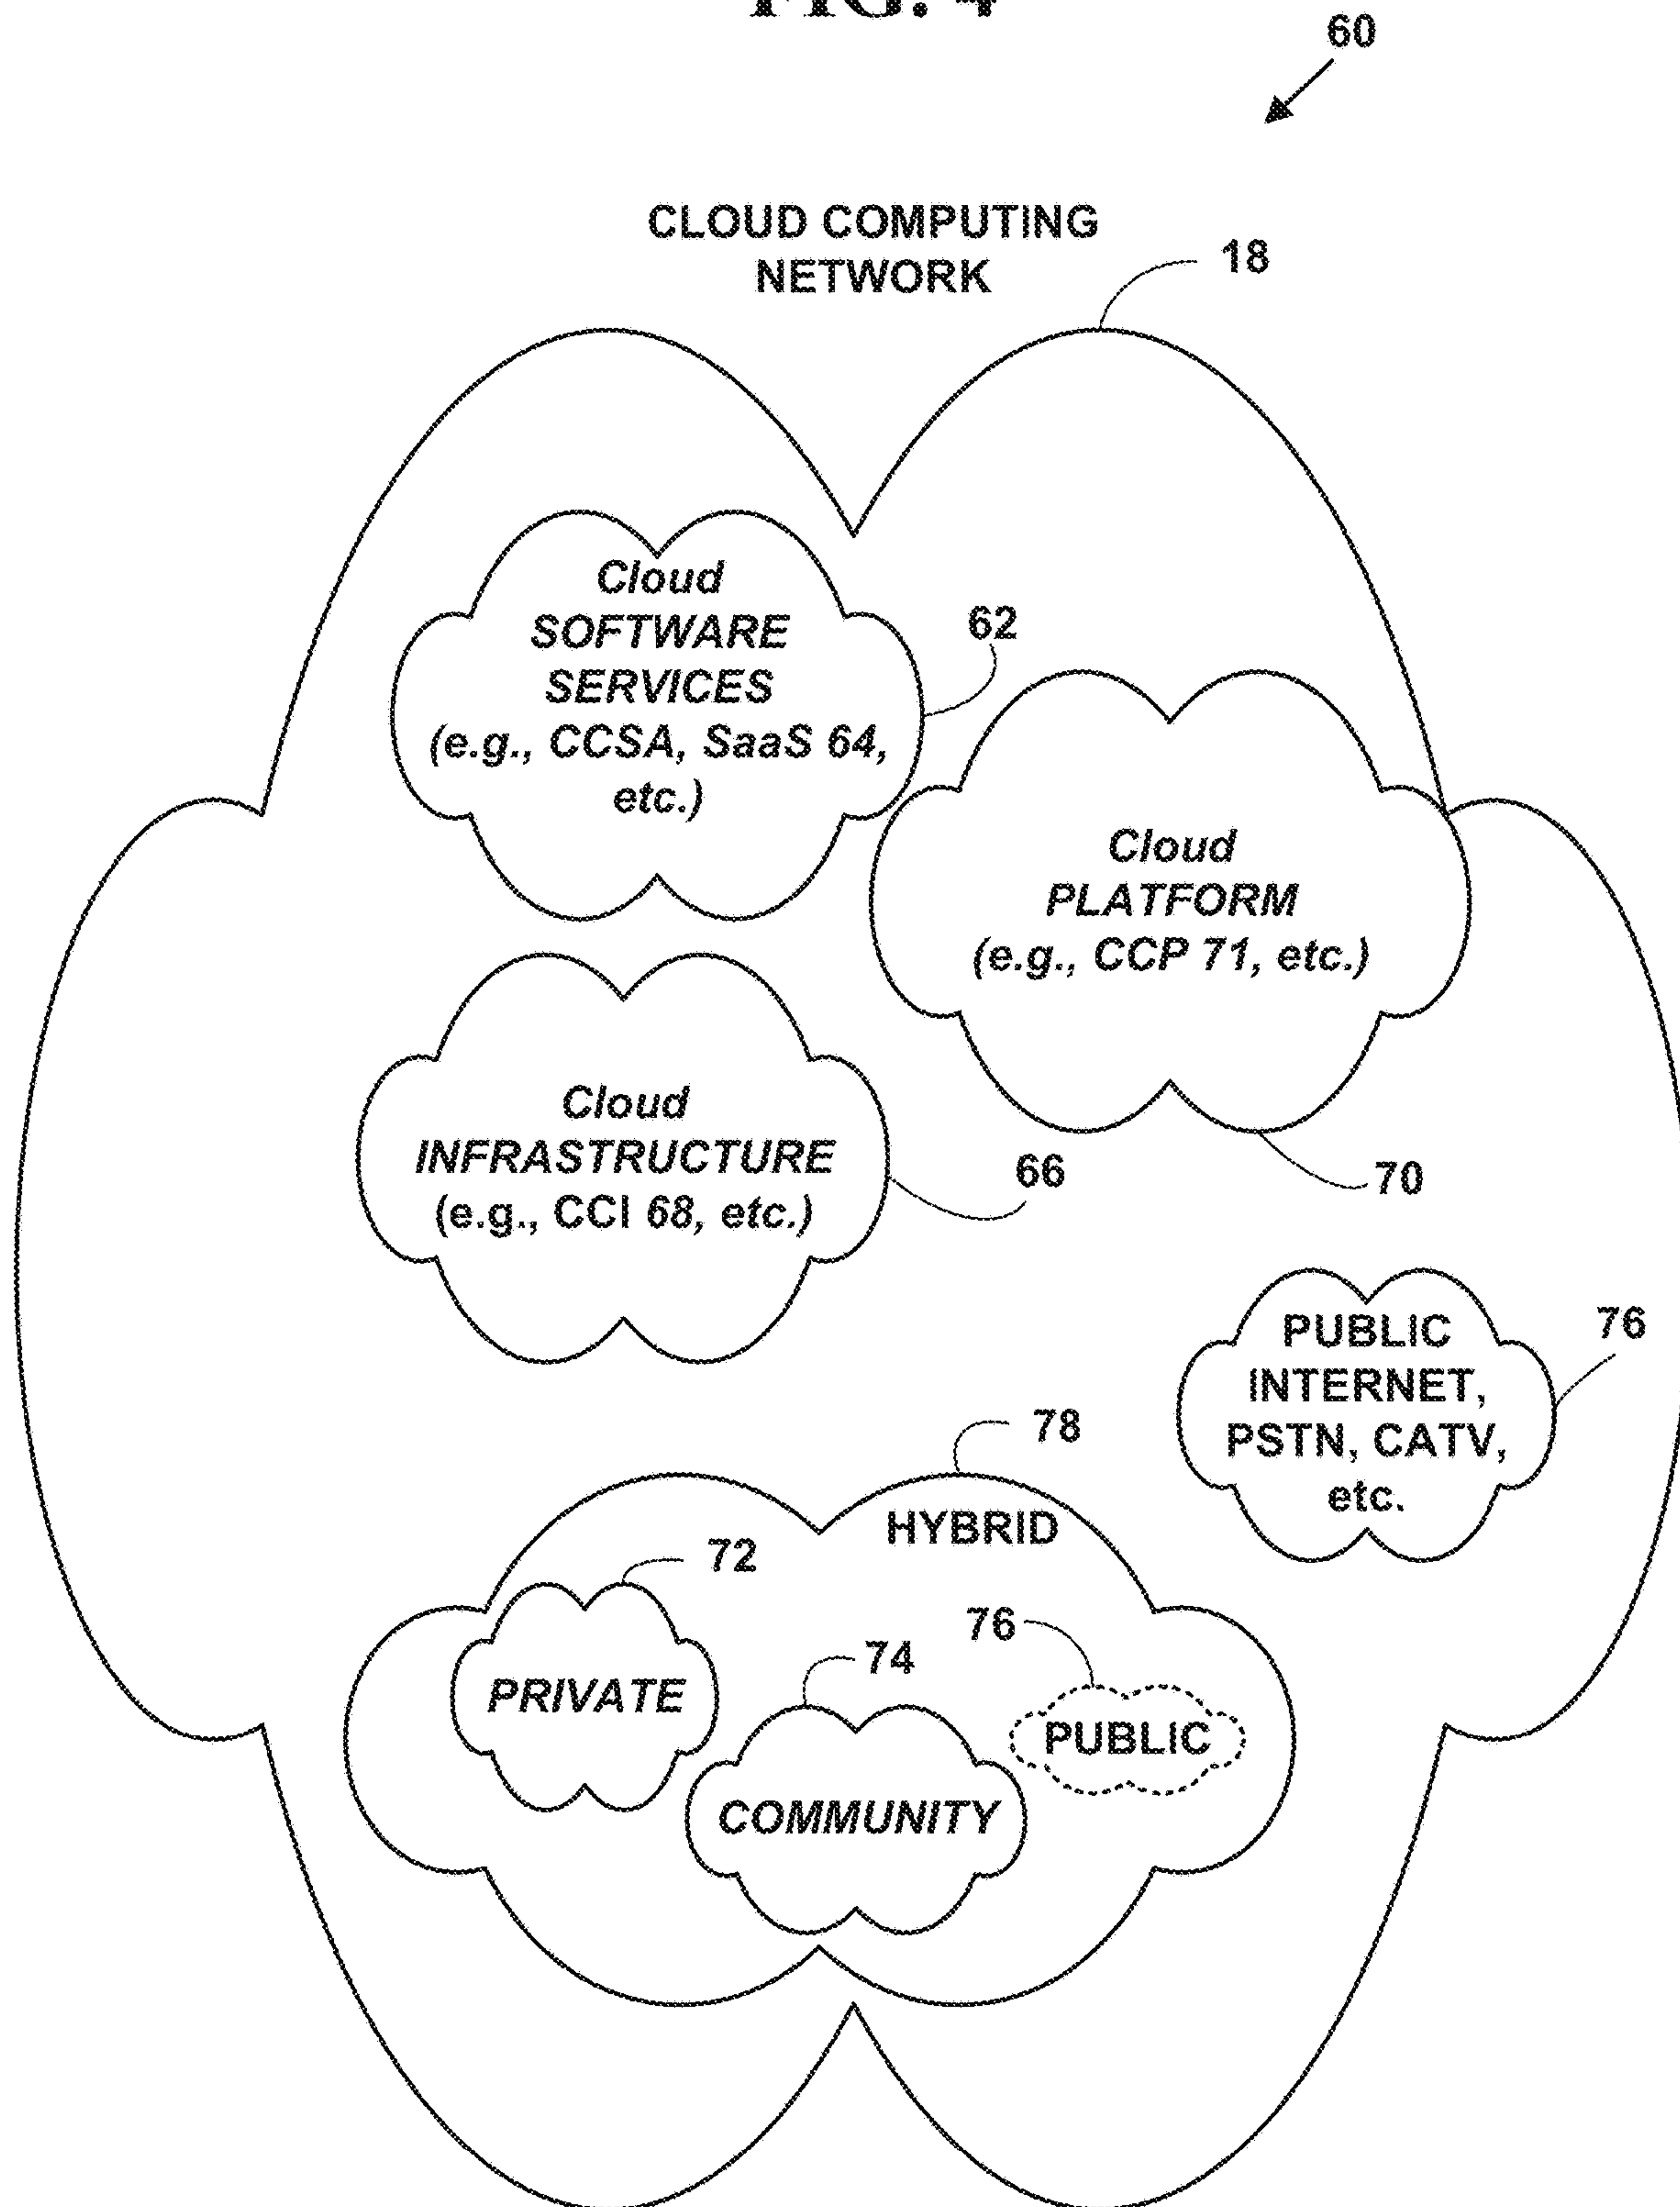 FIG. 4
60
CLOUD COMPUTING
NETWORK
18
Cloud
SOFTWARE
SERVICES
(e.g., CCSA, SaaS 64,
etc.)
62
Cloud
PLATFORM
(e.g., CCP 71, etc.)
70
Cloud
INFRASTRUCTURE
(e.g., CCI 68, etc.)
66
PUBLIC
INTERNET,
PSTN, CATV,
etc.
76
78
HYBRID
72
PRIVATE
74
COMMUNITY
76
PUBLIC